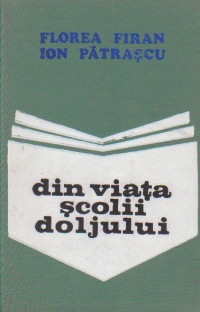 FLOREA FIRAN
ION PĂTRAȘCU
din viața
școlii
doljului